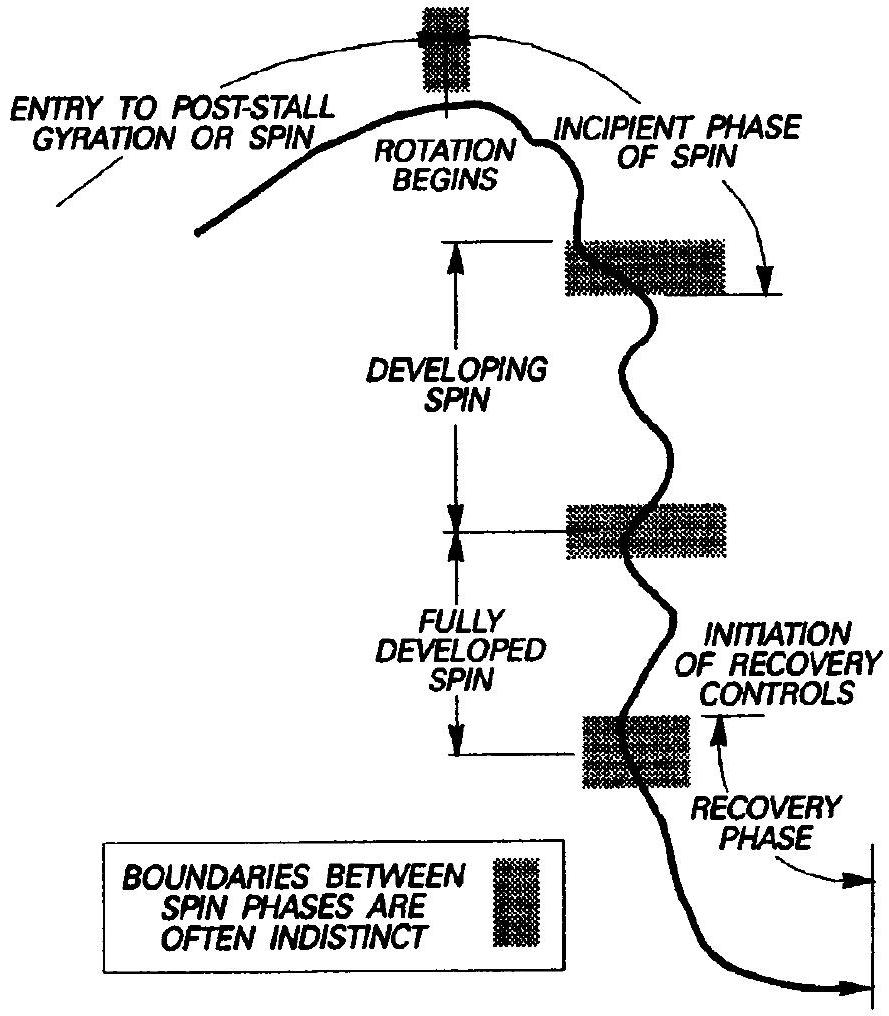 ENTRY TO POST-STALL
GYRATION OR SPIN
ROTATION
BEGINS
INCIPIENT PHASE
OF SPIN
DEVELOPING
SPIN
FULLY
DEVELOPED
SPIN
INITIATION
OF RECOVERY
CONTROLS
RECOVERY
PHASE
BOUNDARIES BETWEEN
SPIN PHASES ARE
OFTEN INDISTINCT